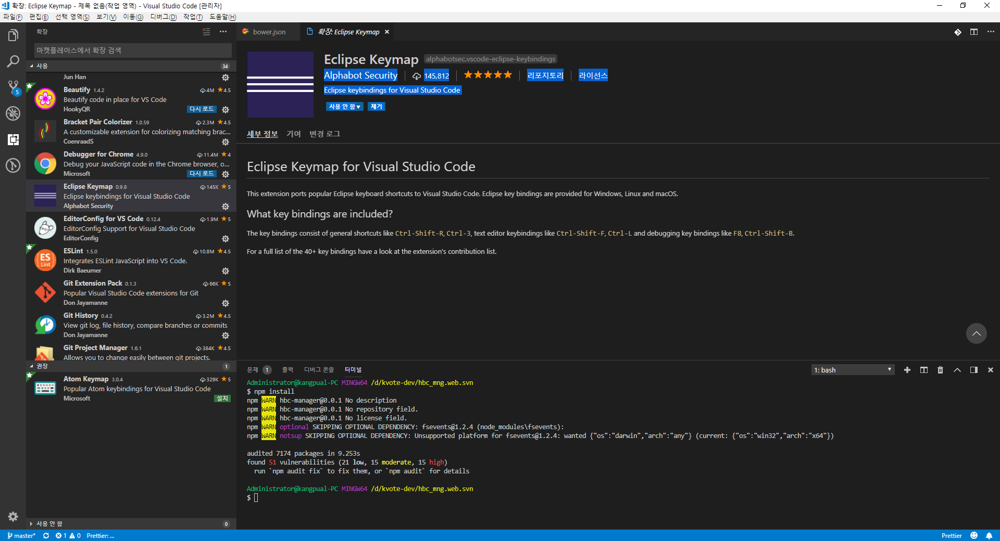 확장: Eclipse Keymap - 제목 없음(작업 영역) - Visual Studio Code [관리자]
파일(F) 편집(E) 선택 영역(S) 보기(V) 이동(G) 디버그(D) 작업(T) 도움말(H)
확장
마켓플레이스에서 확장 검색
사용 34
Jun Han
Beautify 1.4.2 4M 4.5
Beautify code in place for VS Code
HookyQR 다시 로드
Bracket Pair Colorizer 1.0.59 2.3M 4.5
A customizable extension for colorizing matching brac...
CoenraadS
Debugger for Chrome 4.9.0 11.4M 4
Debug your JavaScript code in the Chrome browser, o...
Microsoft 다시 로드
Eclipse Keymap 0.9.8 145K 5
Eclipse keybindings for Visual Studio Code
Alphabot Security
EditorConfig for VS Code 0.12.4 1.9M 5
EditorConfig Support for Visual Studio Code
EditorConfig
ES Lint
ESLint 1.5.0 10.8M 4.5
Integrates ESLint JavaScript into VS Code.
Dirk Baeumer
Git Extension Pack 0.1.3 66K 5
Popular Visual Studio Code extensions for Git
Don Jayamanne
Git History 0.4.2 3.2M 4.5
View git log, file history, compare branches or commits
Don Jayamanne
Git Project Manager 1.6.1 384K 4.5
Allows you to change easily between git projects.
권장 1
Atom Keymap 3.0.4 329K 5
Popular Atom keybindings for Visual Studio Code
Microsoft 설치
사용 안 함 0
5
bower.json 확장: Eclipse Keymap
Eclipse Keymap alphabotsec.vscode-eclipse-keybindings
Alphabot Security 145,812 리포지토리 라이선스
Eclipse keybindings for Visual Studio Code
사용 안 함 제거
세부 정보 기여 변경 로그
Eclipse Keymap for Visual Studio Code
This extension ports popular Eclipse keyboard shortcuts to Visual Studio Code. Eclipse key bindings are provided for Windows, Linux and macOS.
What key bindings are included?
The key bindings consist of general shortcuts like Ctrl-Shift-R, Ctrl-3, text editor keybindings like Ctrl-Shift-F, Ctrl-L and debugging key bindings like F8, Ctrl-Shift-B.
For a full list of the 40+ key bindings have a look at the extension's contribution list.
문제 1 출력 디버그 콘솔 터미널 1: bash
Administrator@kangpual-PC MINGW64 /d/kvote-dev/hbc_mng.web.svn
$ npm install
npm WARN hbc-manager@0.0.1 No description
npm WARN hbc-manager@0.0.1 No repository field.
npm WARN hbc-manager@0.0.1 No license field.
npm WARN optional SKIPPING OPTIONAL DEPENDENCY: fsevents@1.2.4 (node_modules\fsevents):
npm WARN notsup SKIPPING OPTIONAL DEPENDENCY: Unsupported platform for fsevents@1.2.4: wanted {"os":"darwin","arch":"any"} (current: {"os":"win32","arch":"x64"})
audited 7174 packages in 9.253s
found 51 vulnerabilities (21 low, 15 moderate, 15 high)
run `npm audit fix` to fix them, or `npm audit` for details
Administrator@kangpual-PC MINGW64 /d/kvote-dev/hbc_mng.web.svn
$
master* 1 0 Prettier: ... Prettier